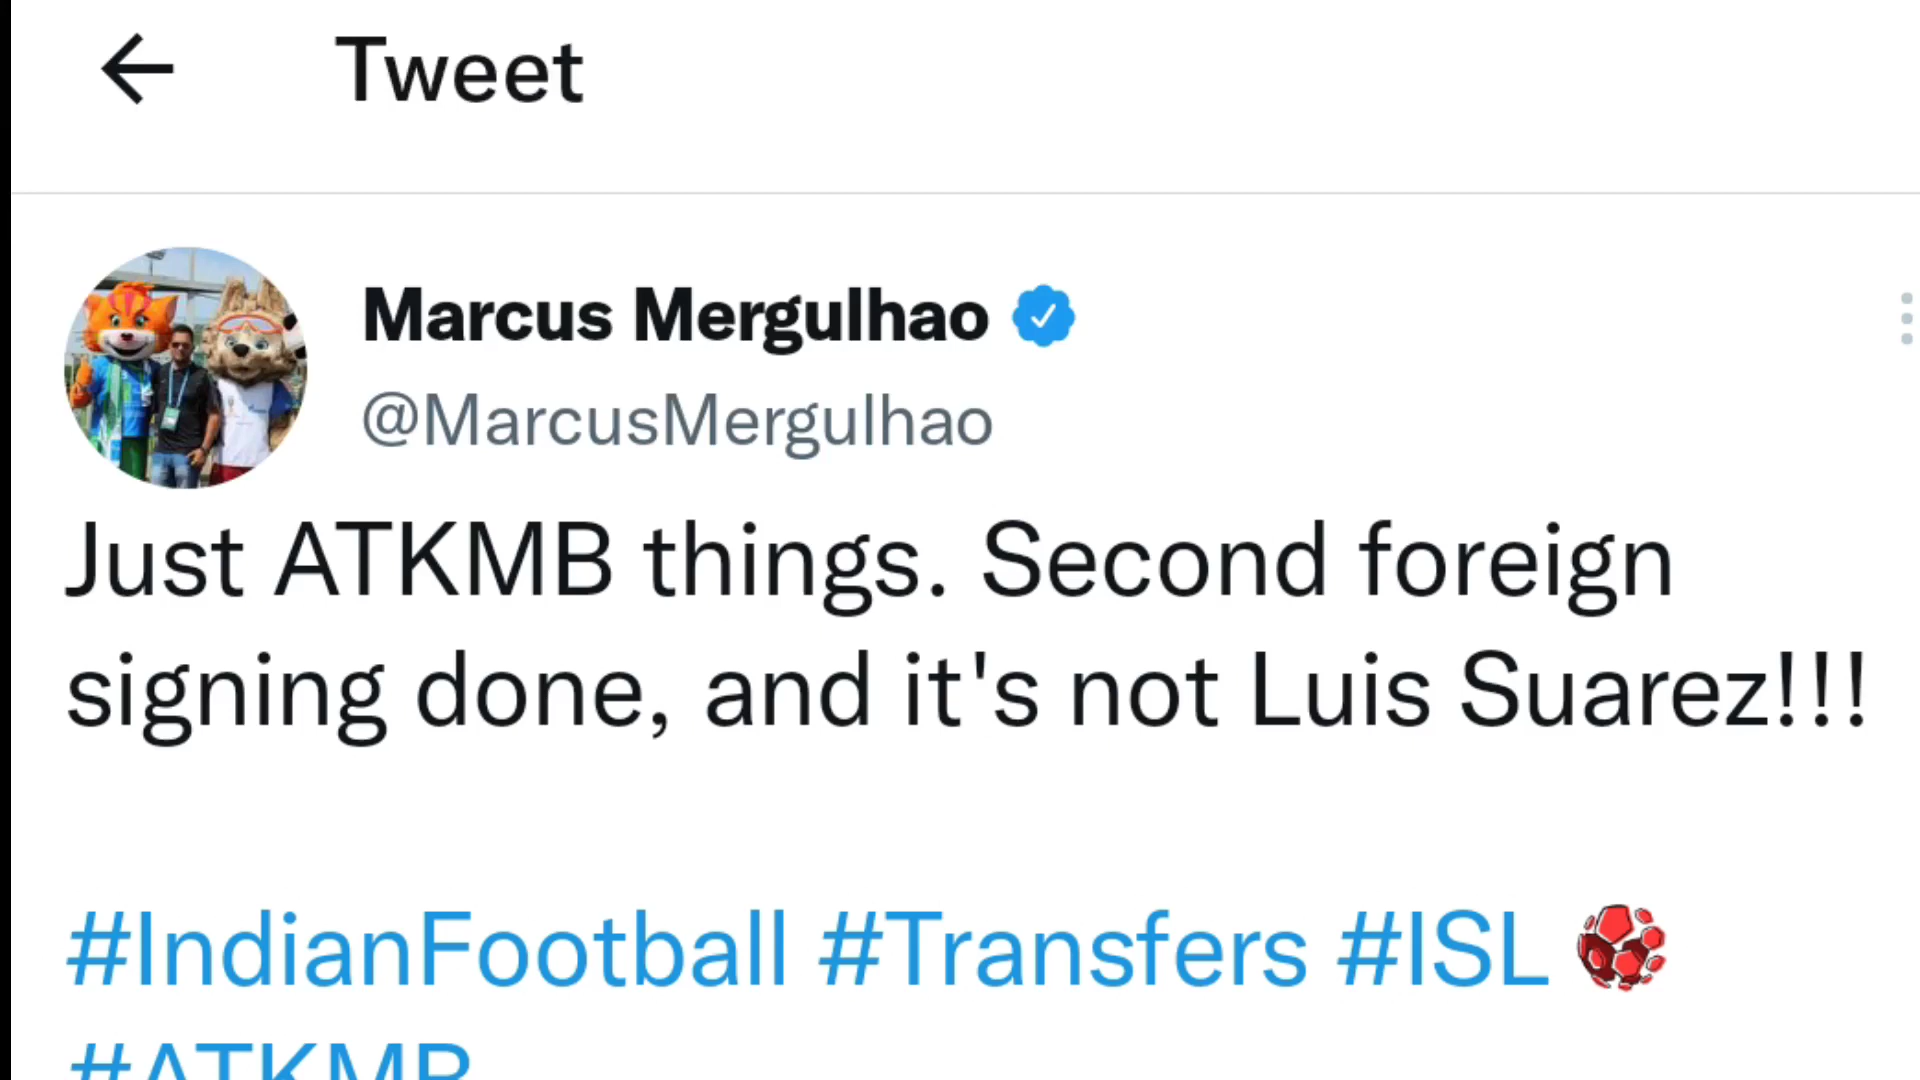 Tweet
Marcus Mergulhao
@MarcusMergulhao
Just ATKMB things. Second foreign
signing done, and it's not Luis Suarez!!!
#IndianFootball #Transfers #ISL
#ATKMB